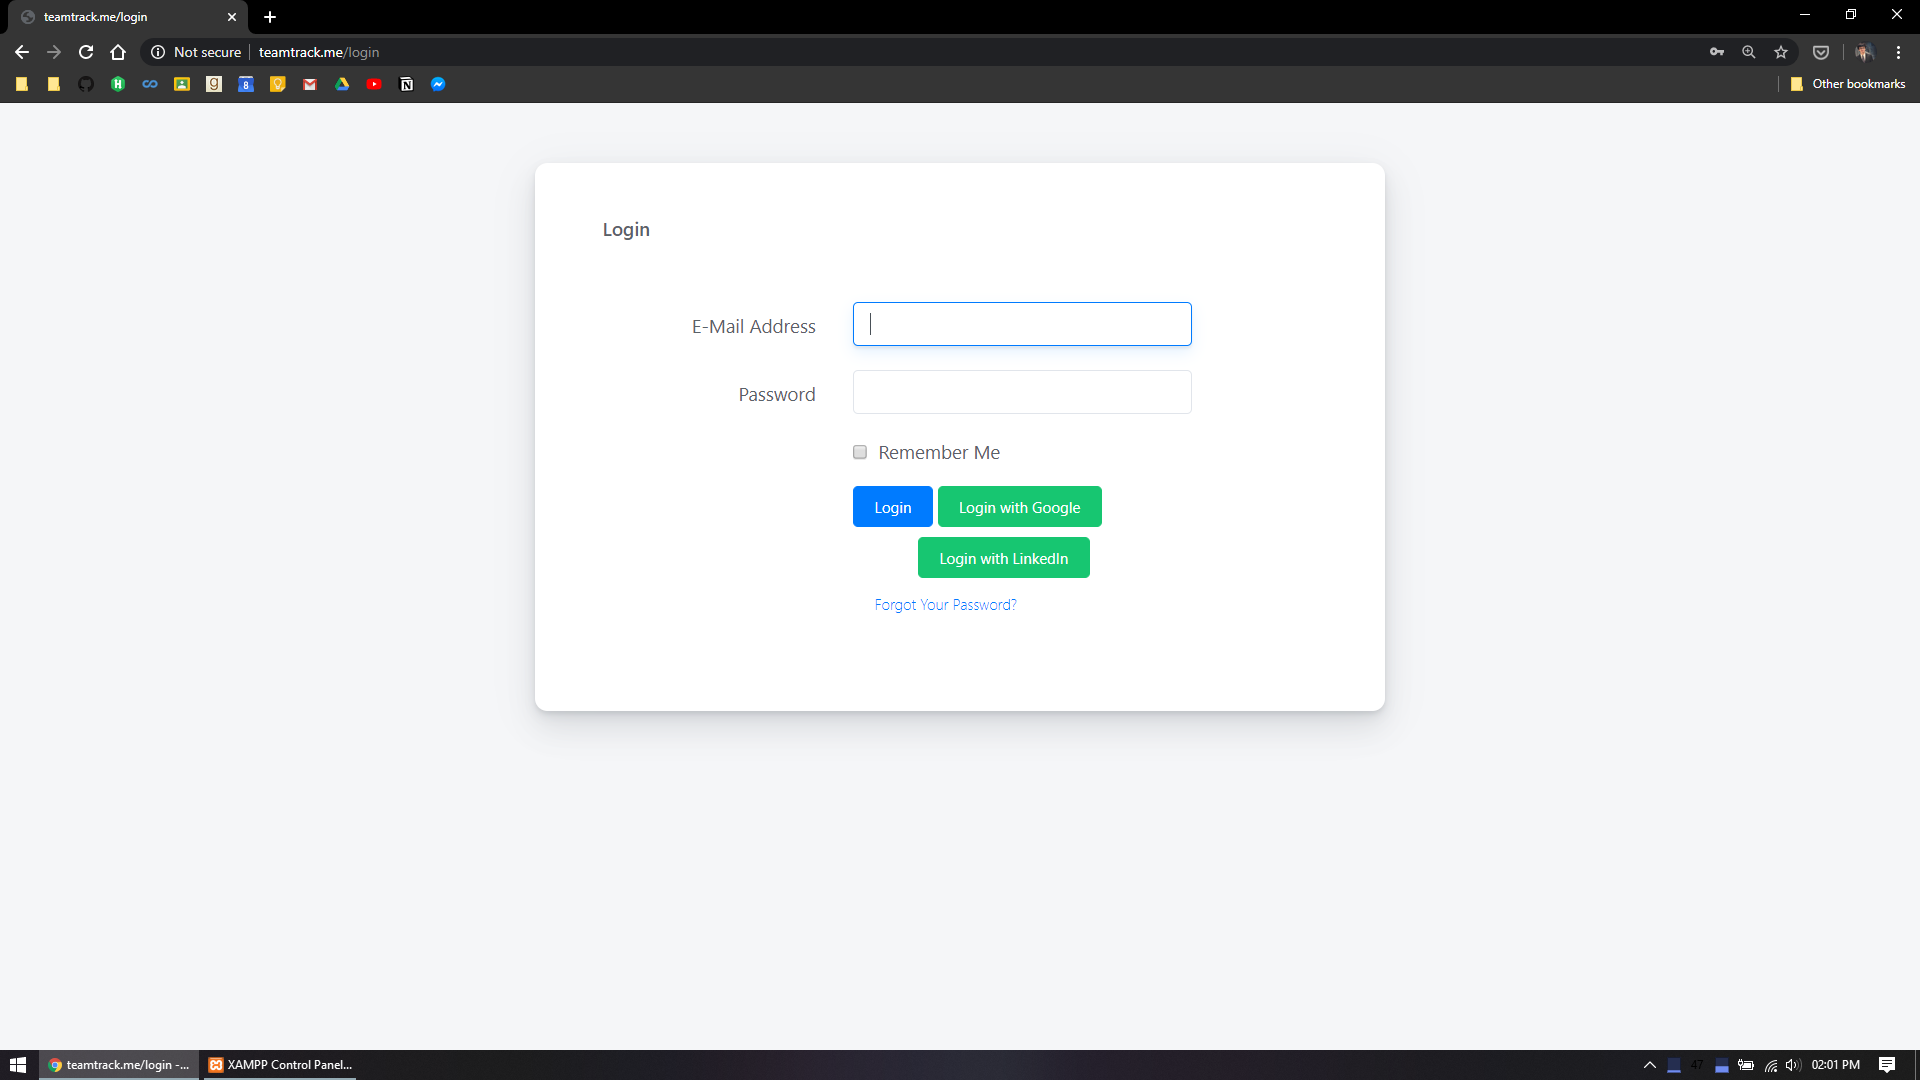 teamtrack.me/login
Not secure teamtrack.me/login
Other bookmarks
Login
E-Mail Address
Password
Remember Me
Login Login with Google
Login with LinkedIn
Forgot Your Password?
teamtrack.me/login -... XAMPP Control Panel... 47 02:01 PM